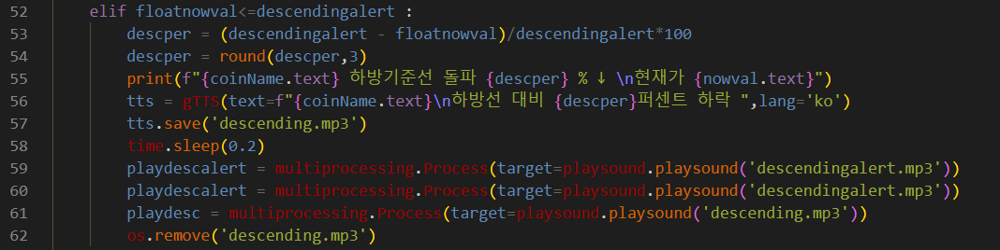 52 elif floatnowval<=descendingalert :
53 descper = (descendingalert - floatnowval)/descendingalert*100
54 descper = round(descper,3)
55 print(f"{coinName.text} 하방기준선 돌파 {descper} % ↓ \n현재가 {nowval.text}")
56 tts = gTTS(text=f"{coinName.text}\n하방선 대비 {descper}퍼센트 하락 ",lang='ko')
57 tts.save('descending.mp3')
58 time.sleep(0.2)
59 playdescalert = multiprocessing.Process(target=playsound.playsound('descendingalert.mp3'))
60 playdescalert = multiprocessing.Process(target=playsound.playsound('descendingalert.mp3'))
61 playdesc = multiprocessing.Process(target=playsound.playsound('descending.mp3'))
62 os.remove('descending.mp3')